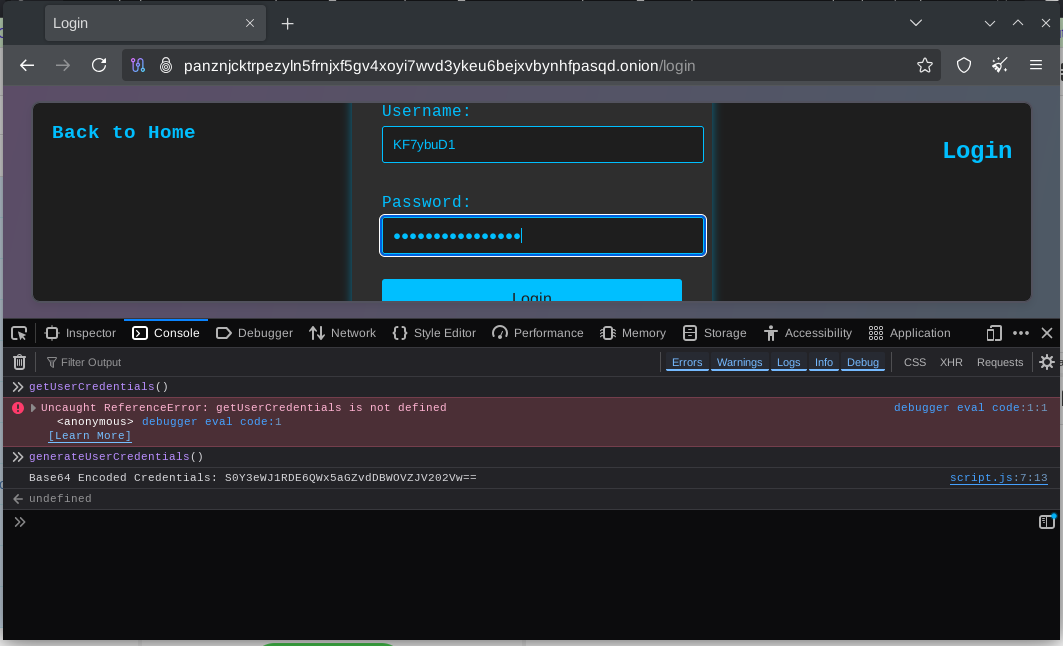 Login
panznjcktrpezyln5frnjxf5gv4xoyi7wvd3ykeu6bejxvbynhfpasqd.onion/login
Back to Home
Username:
KF7ybuD1
Login
Password:
Login
Inspector Console Debugger Network Style Editor Performance Memory Storage Accessibility Application
Filter Output
Errors Warnings Logs Info Debug CSS XHR Requests
getUserCredentials()
Uncaught ReferenceError: getUserCredentials is not defined debugger eval code:1:1
<anonymous> debugger eval code:1
[Learn More]
generateUserCredentials()
Base64 Encoded Credentials: S0Y3eWJ1RDE6QWx5aGZvdDBWOVZJV202Vw== script.js:7:13
undefined